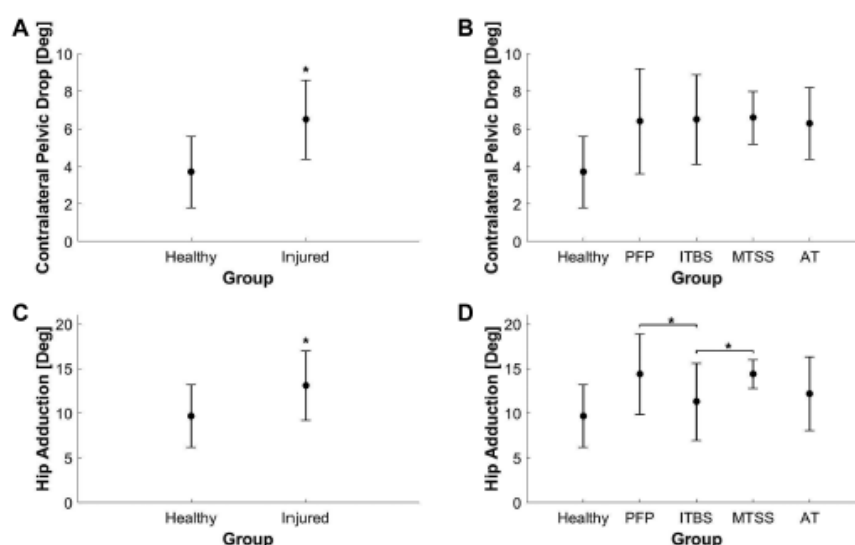 A
Contralateral Pelvic Drop [Deg]
10
8
6
4
2
0
*
Healthy
Injured
Group
B
Contralateral Pelvic Drop [Deg]
10
8
6
4
2
0
Healthy
PFP
ITBS
MTSS
AT
Group
C
Hip Adduction [Deg]
20
15
10
5
0
*
Healthy
Injured
Group
D
Hip Adduction [Deg]
20
15
10
5
0
*
*
Healthy
PFP
ITBS
MTSS
AT
Group